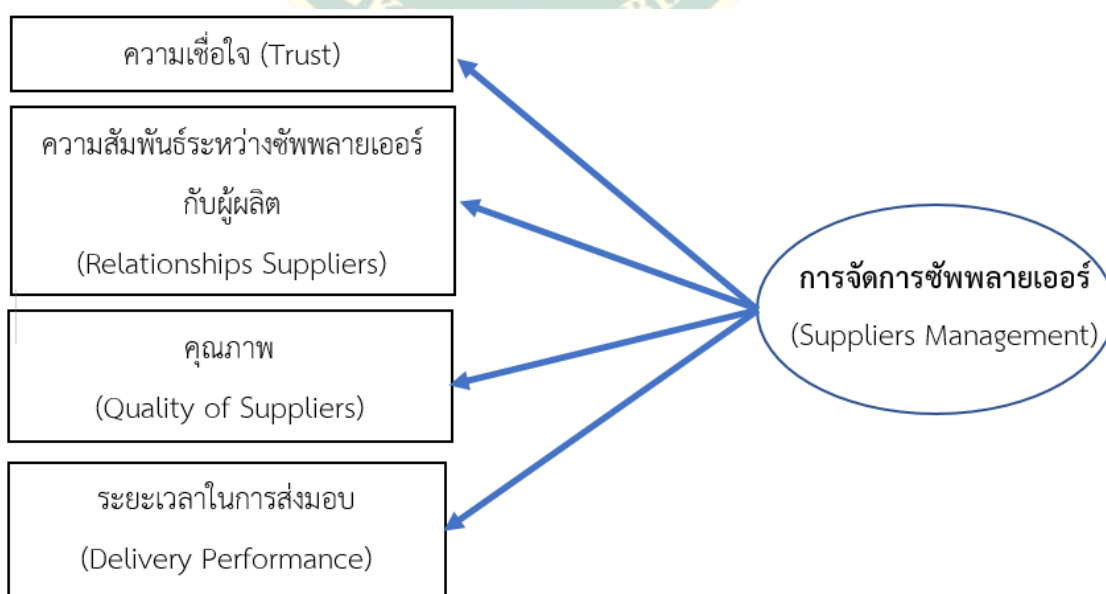 ความเชื่อใจ (Trust)
ความสัมพันธ์ระหว่างซัพพลายเออร์
กับผู้ผลิต
(Relationships Suppliers)
คุณภาพ
(Quality of Suppliers)
ระยะเวลาในการส่งมอบ
(Delivery Performance)
การจัดการซัพพลายเออร์
(Suppliers Management)